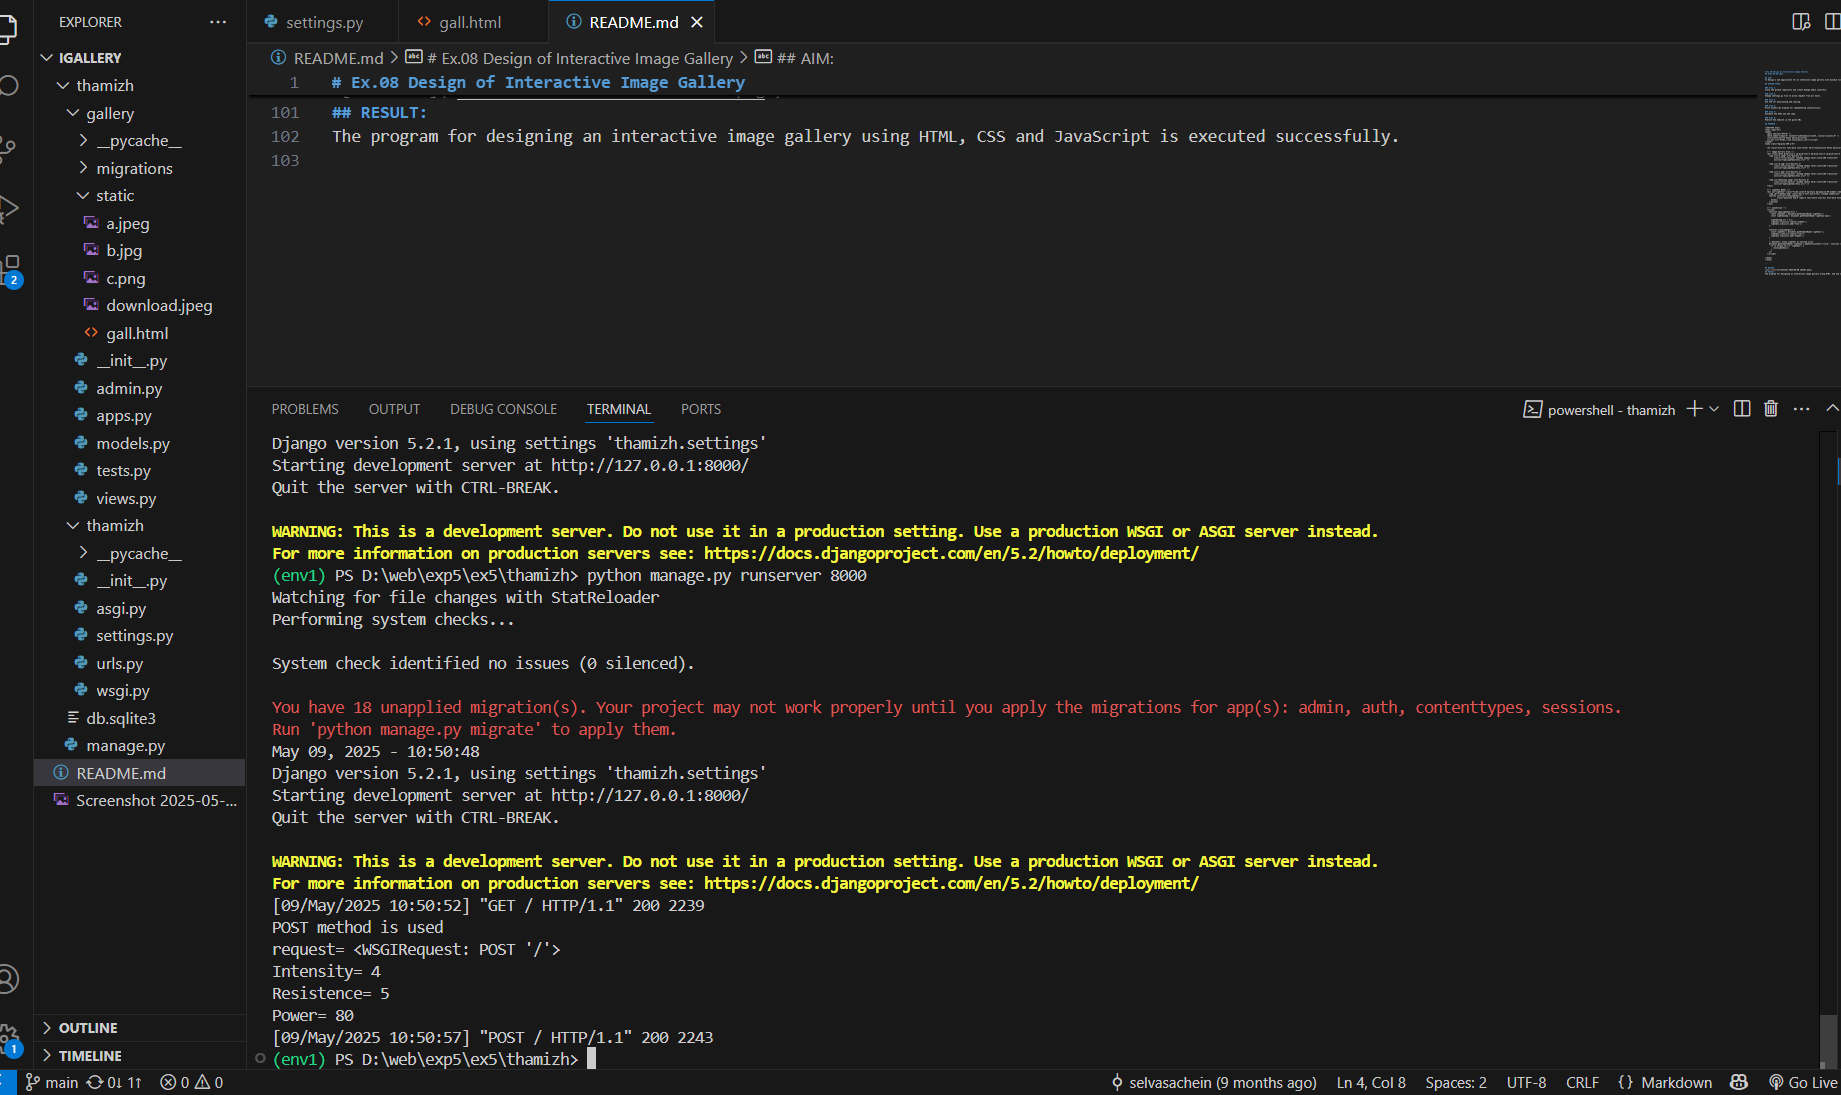 EXPLORER
IGALLERY
thamizh
gallery
__pycache__
migrations
static
a.jpeg
b.jpg
c.png
download.jpeg
gall.html
__init__.py
admin.py
apps.py
models.py
tests.py
views.py
thamizh
__pycache__
__init__.py
asgi.py
settings.py
urls.py
wsgi.py
db.sqlite3
manage.py
README.md
Screenshot 2025-05-...
OUTLINE
TIMELINE
2
1
settings.py
gall.html
README.md
README.md > # Ex.08 Design of Interactive Image Gallery > ## AIM:
1 # Ex.08 Design of Interactive Image Gallery
101 ## RESULT:
102 The program for designing an interactive image gallery using HTML, CSS and JavaScript is executed successfully.
103
PROBLEMS OUTPUT DEBUG CONSOLE TERMINAL PORTS
powershell - thamizh
Django version 5.2.1, using settings 'thamizh.settings'
Starting development server at http://127.0.0.1:8000/
Quit the server with CTRL-BREAK.
WARNING: This is a development server. Do not use it in a production setting. Use a production WSGI or ASGI server instead.
For more information on production servers see: https://docs.djangoproject.com/en/5.2/howto/deployment/
(env1) PS D:\web\exp5\ex5\thamizh> python manage.py runserver 8000
Watching for file changes with StatReloader
Performing system checks...
System check identified no issues (0 silenced).
You have 18 unapplied migration(s). Your project may not work properly until you apply the migrations for app(s): admin, auth, contenttypes, sessions.
Run 'python manage.py migrate' to apply them.
May 09, 2025 - 10:50:48
Django version 5.2.1, using settings 'thamizh.settings'
Starting development server at http://127.0.0.1:8000/
Quit the server with CTRL-BREAK.
WARNING: This is a development server. Do not use it in a production setting. Use a production WSGI or ASGI server instead.
For more information on production servers see: https://docs.djangoproject.com/en/5.2/howto/deployment/
[09/May/2025 10:50:52] "GET / HTTP/1.1" 200 2239
POST method is used
request= <WSGIRequest: POST '/'>
Intensity= 4
Resistence= 5
Power= 80
[09/May/2025 10:50:57] "POST / HTTP/1.1" 200 2243
(env1) PS D:\web\exp5\ex5\thamizh>
main 0↓ 1↑ 0 0 selvasachein (9 months ago) Ln 4, Col 8 Spaces: 2 UTF-8 CRLF {} Markdown Go Live